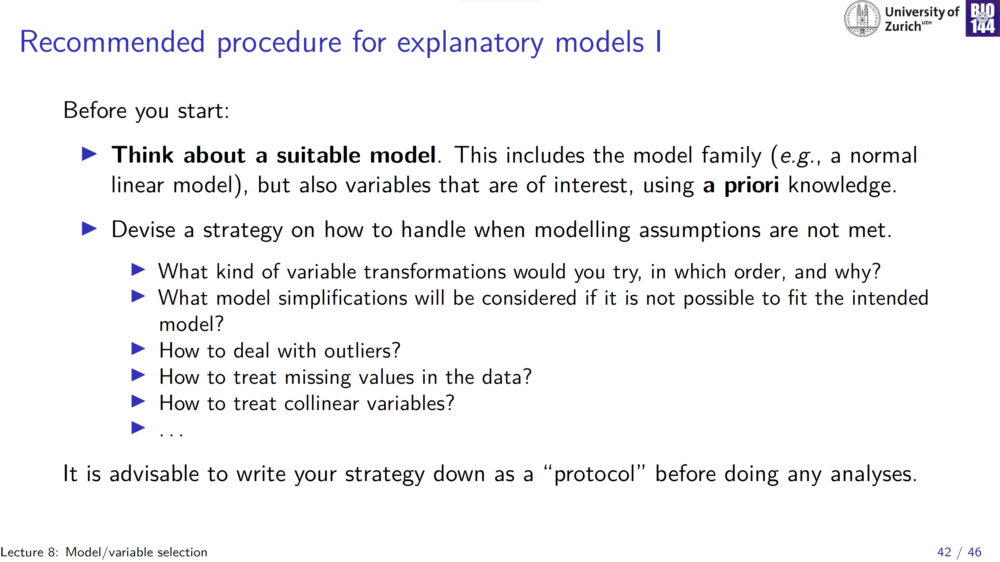 University of
Zurich UZH
BIO
144
Recommended procedure for explanatory models I
Before you start:
Think about a suitable model. This includes the model family (e.g., a normal
linear model), but also variables that are of interest, using a priori knowledge.
Devise a strategy on how to handle when modelling assumptions are not met.
What kind of variable transformations would you try, in which order, and why?
What model simplifications will be considered if it is not possible to fit the intended
model?
How to deal with outliers?
How to treat missing values in the data?
How to treat collinear variables?
. . .
It is advisable to write your strategy down as a “protocol” before doing any analyses.
Lecture 8: Model/variable selection
42 / 46